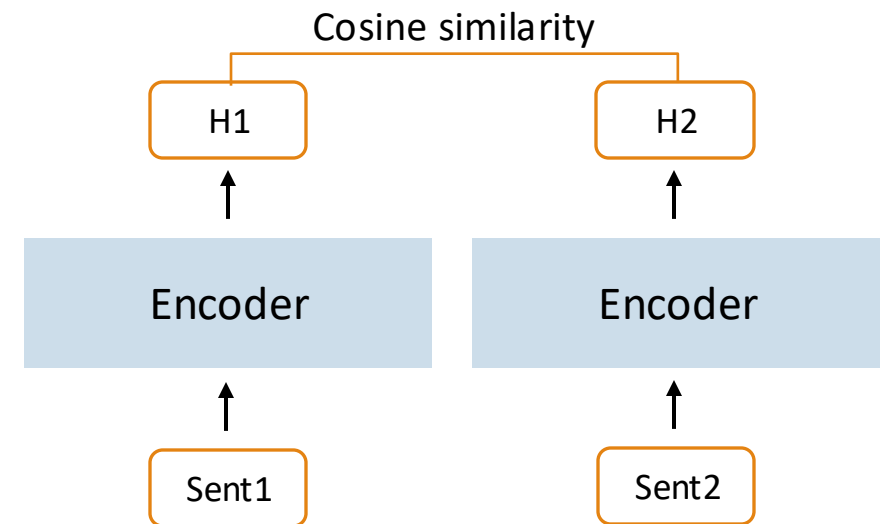 Cosine similarity
H1
H2
Encoder
Encoder
Sent1
Sent2